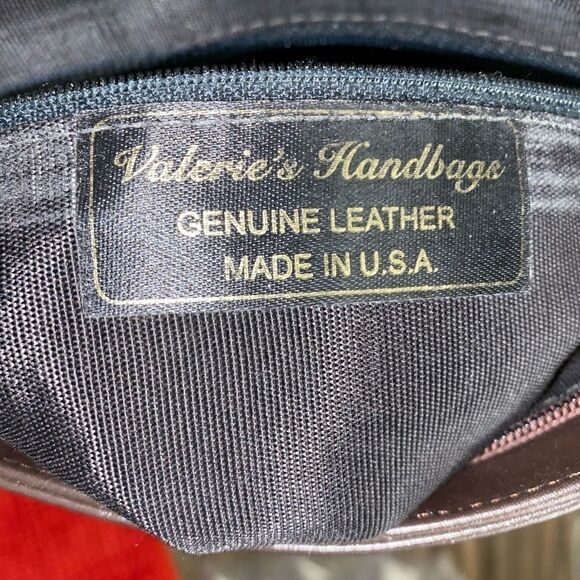 Valerie's Handbags
GENUINE LEATHER
MADE IN U.S.A.